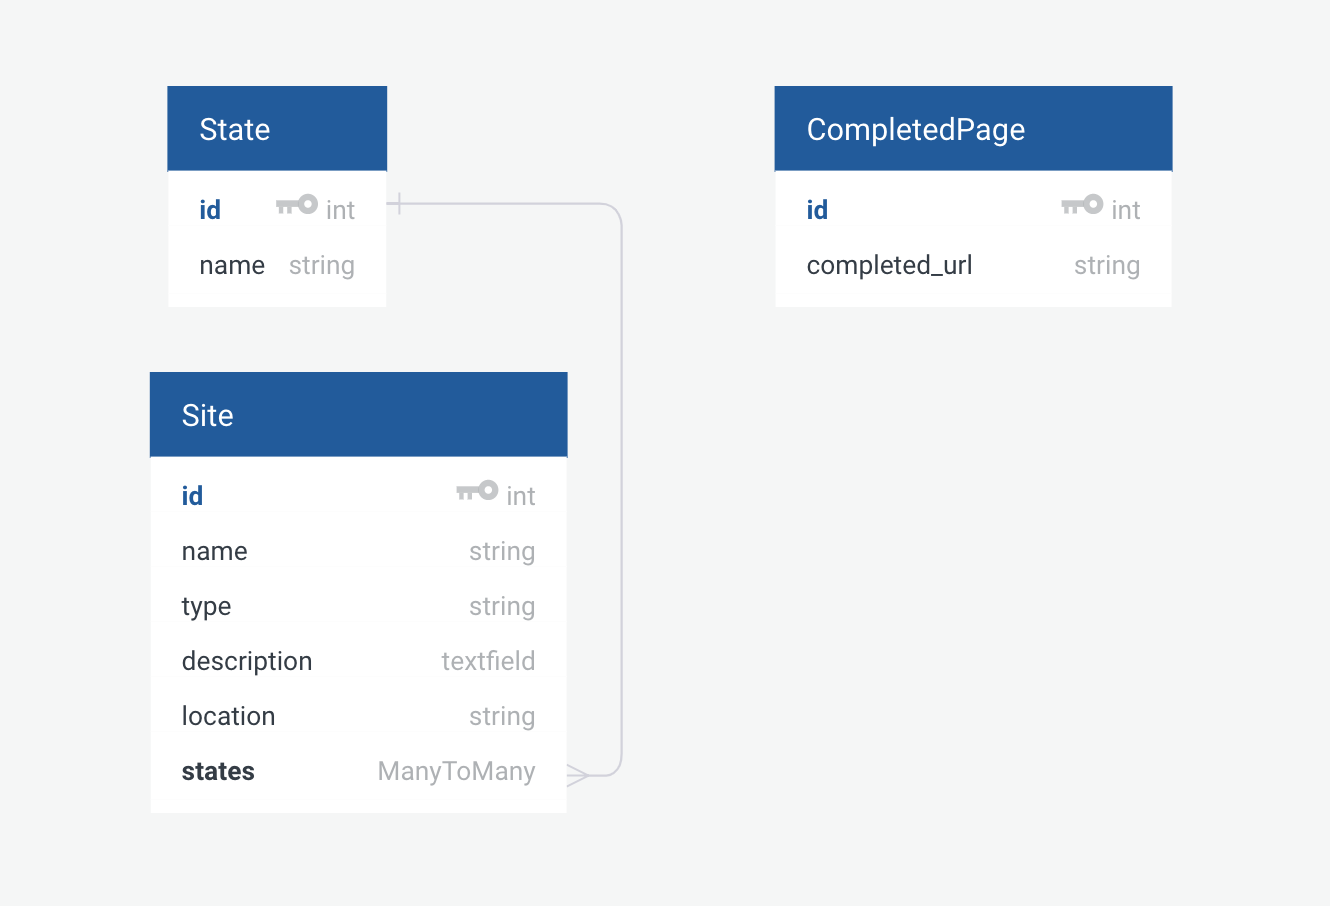 State
id int
name string
CompletedPage
id int
completed_url string
Site
id int
name string
type string
description textfield
location string
states ManyToMany